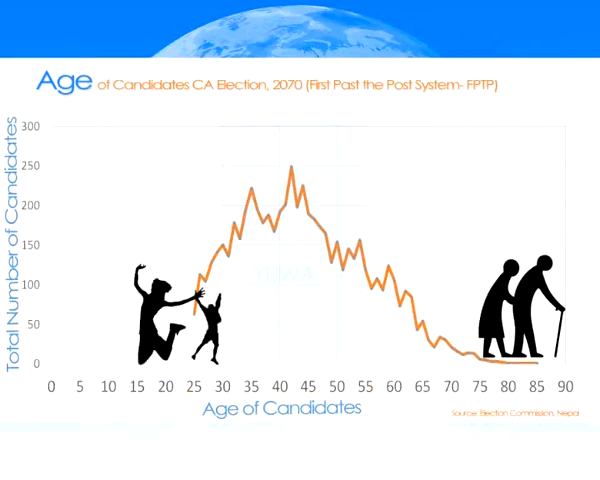 Age of Candidates CA Election, 2070 (First Past the Post System- FPTP)
Total Number of Candidates
300
250
200
150
100
50
0
0 5 10 15 20 25 30 35 40 45 50 55 60 65 70 75 80 85 90
Age of Candidates
Source: Election Commission, Nepal